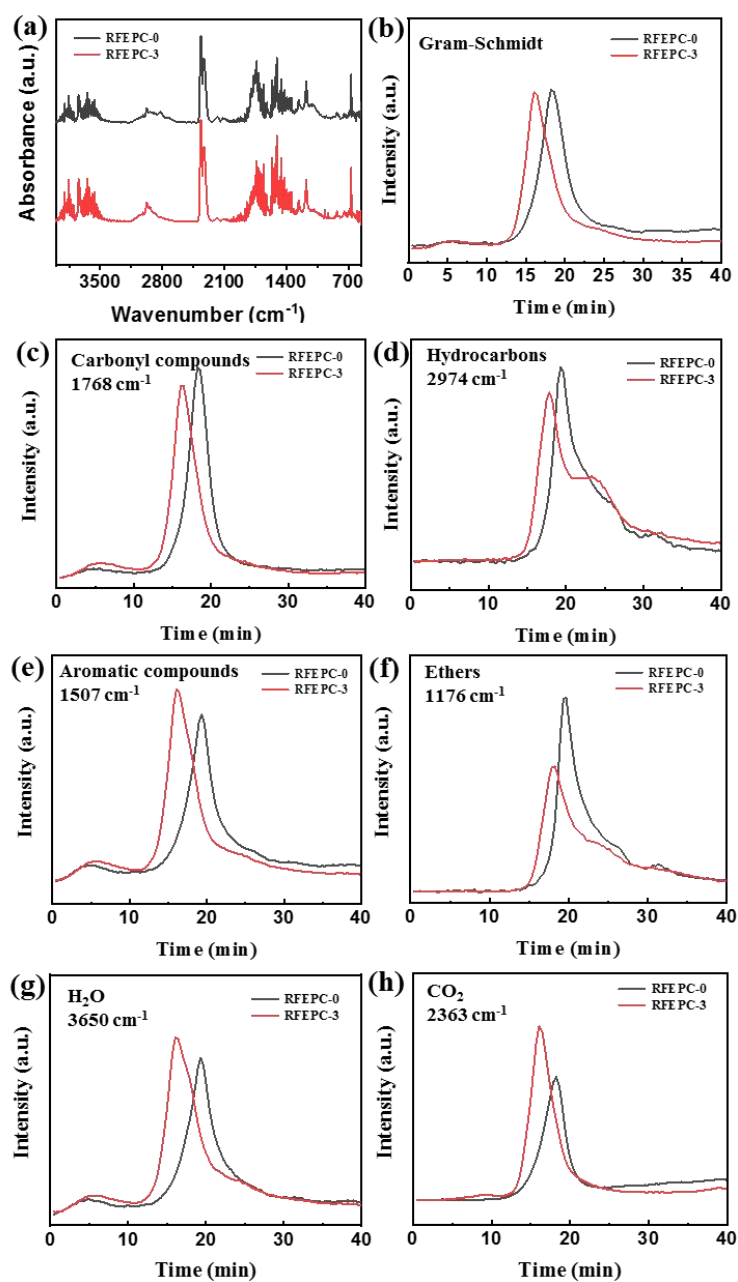 (a)
RFEPC-0
RFEPC-3
Absorbance (a.u.)
3500 2800 2100 1400 700
Wavenumber (cm⁻¹)
(b)
Gram-Schmidt
RFEPC-0
RFEPC-3
Intensity (a.u.)
0 5 10 15 20 25 30 35 40
Time (min)
(c)
Carbonyl compounds
1768 cm⁻¹
RFEPC-0
RFEPC-3
Intensity (a.u.)
0 10 20 30 40
Time (min)
(d)
Hydrocarbons
2974 cm⁻¹
RFEPC-0
RFEPC-3
Intensity (a.u.)
0 10 20 30 40
Time (min)
(e)
Aromatic compounds
1507 cm⁻¹
RFEPC-0
RFEPC-3
Intensity (a.u.)
0 10 20 30 40
Time (min)
(f)
Ethers
1176 cm⁻¹
RFEPC-0
RFEPC-3
Intensity (a.u.)
0 10 20 30 40
Time (min)
(g)
H₂O
3650 cm⁻¹
RFEPC-0
RFEPC-3
Intensity (a.u.)
0 10 20 30 40
Time (min)
(h)
CO₂
2363 cm⁻¹
RFEPC-0
RFEPC-3
Intensity (a.u.)
0 10 20 30 40
Time (min)